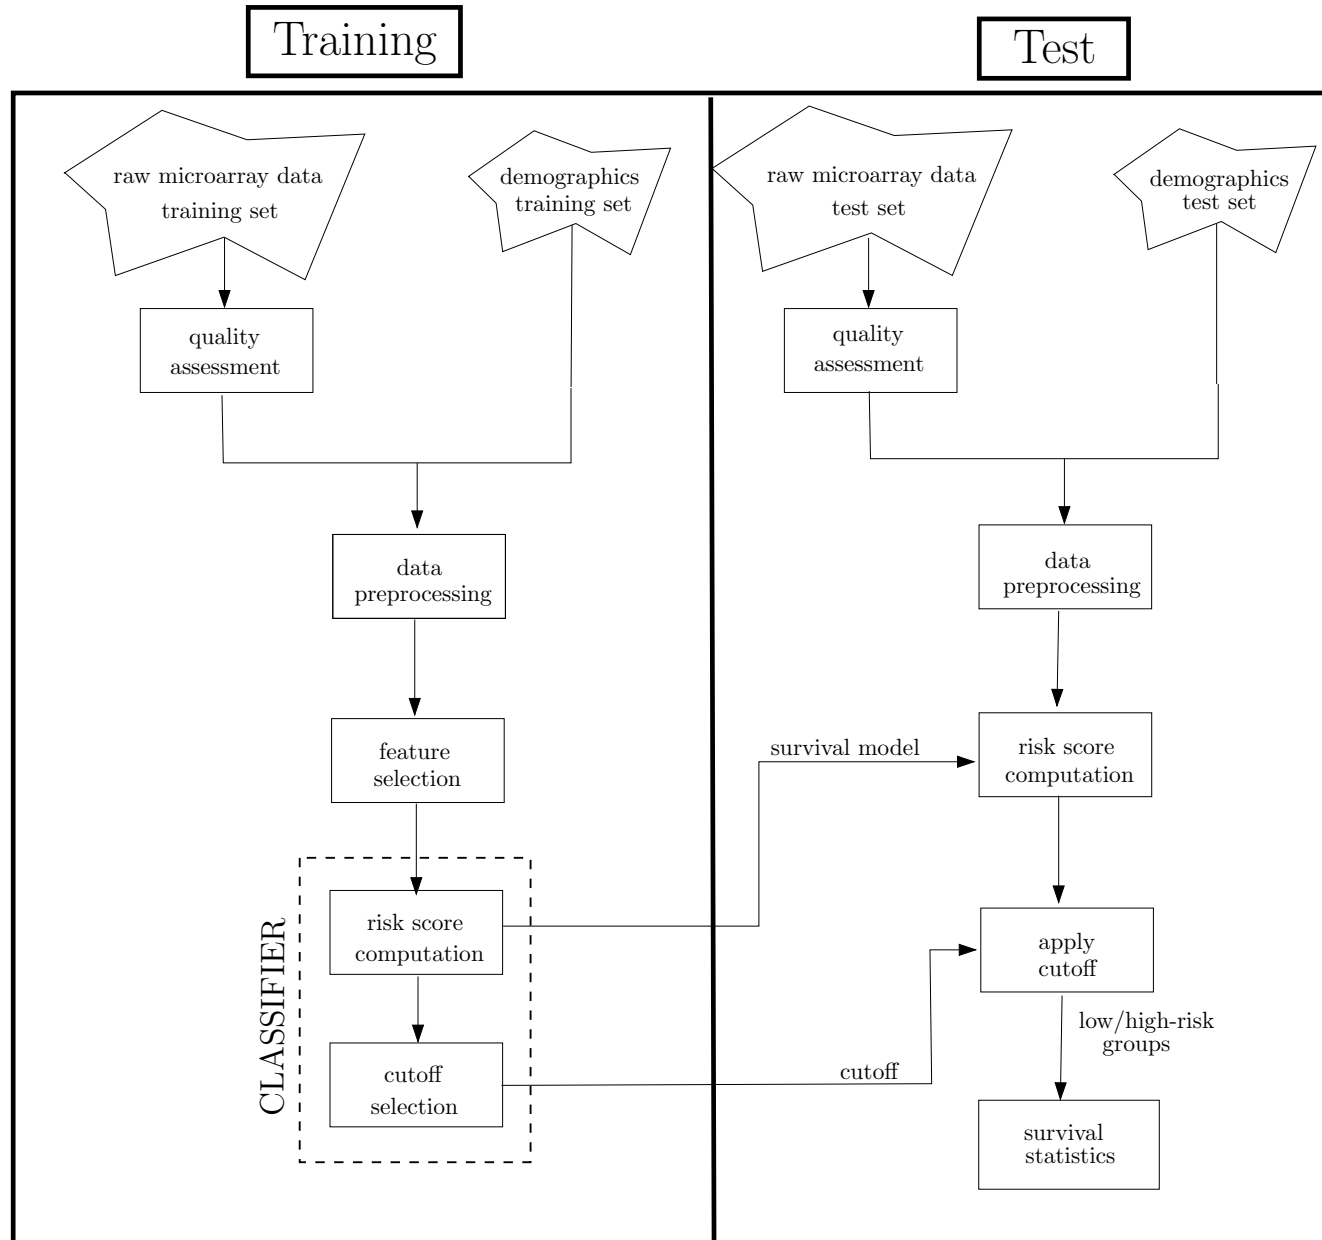 Training
Test
raw microarray data
training set
demographics
training set
quality
assessment
data
preprocessing
feature
selection
CLASSIFIER
risk score
computation
cutoff
selection
raw microarray data
test set
demographics
test set
quality
assessment
data
preprocessing
survival model
risk score
computation
cutoff
apply
cutoff
low/high-risk
groups
survival
statistics